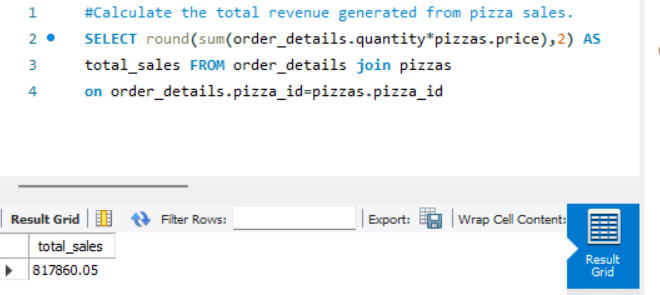 1 #Calculate the total revenue generated from pizza sales.
2 SELECT round(sum(order_details.quantity*pizzas.price),2) AS
3 total_sales FROM order_details join pizzas
4 on order_details.pizza_id=pizzas.pizza_id
Result Grid Filter Rows: Export: Wrap Cell Content:
total_sales
817860.05
Result
Grid